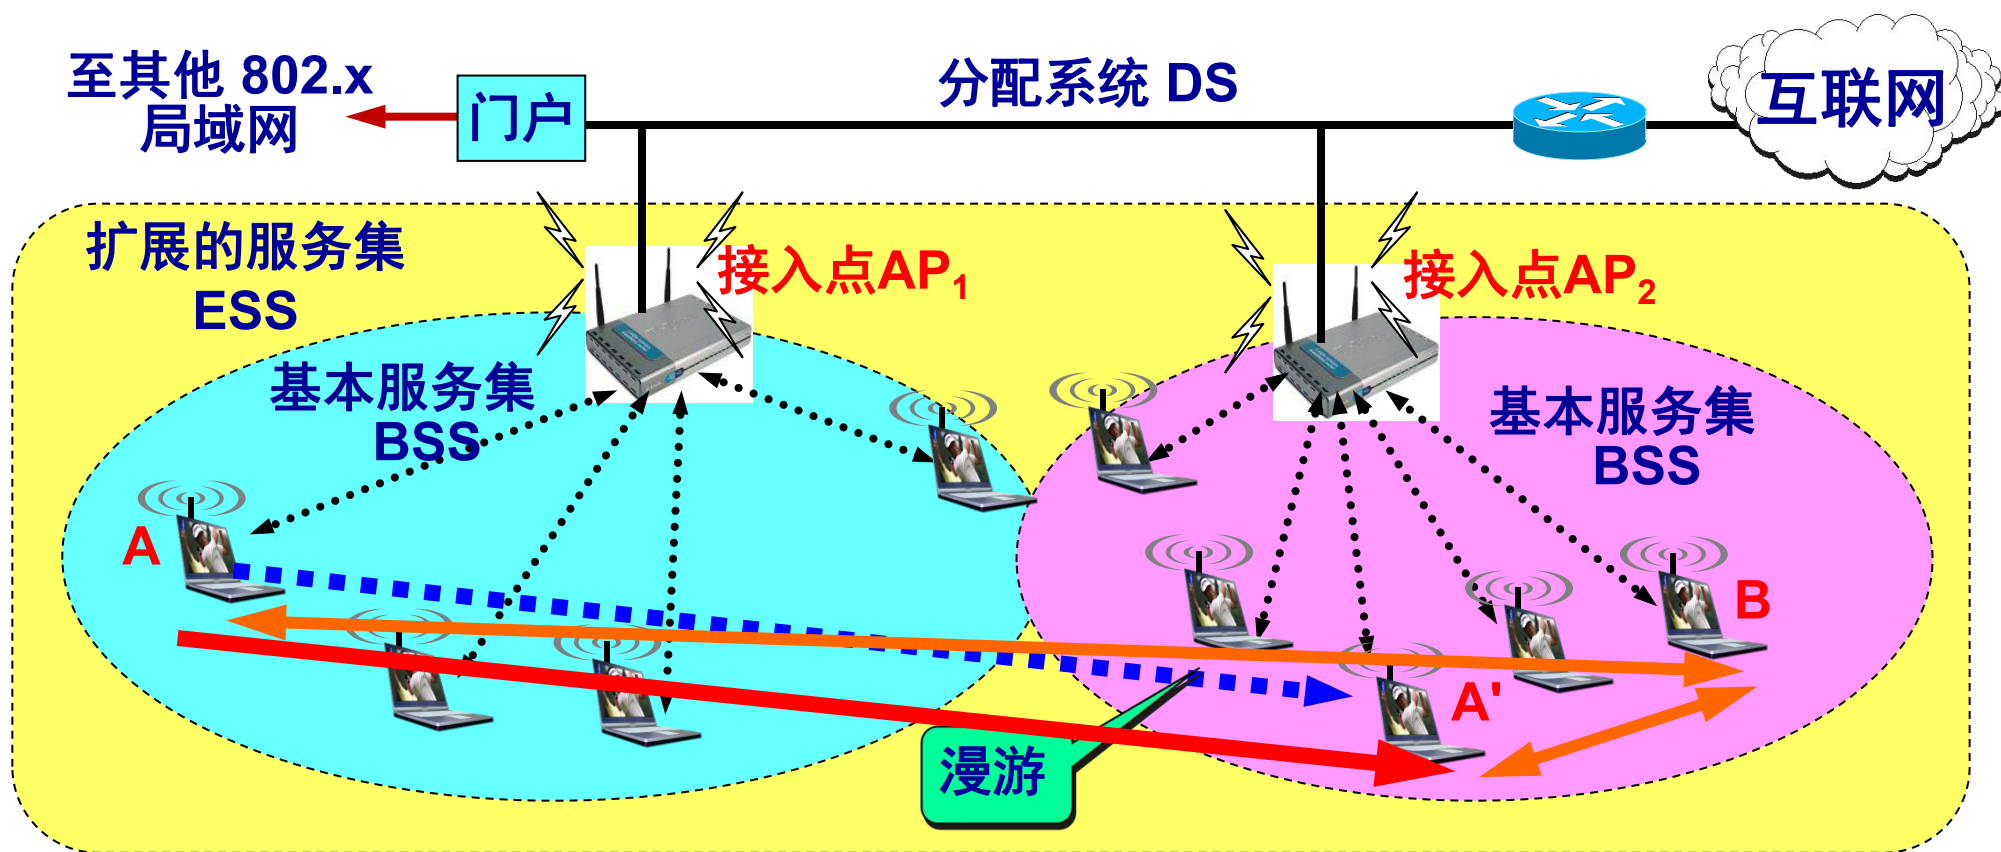 至其他 802.x
局域网
门户
分配系统 DS
互联网
扩展的服务集
ESS
接入点AP₁
接入点AP₂
基本服务集
BSS
基本服务集
BSS
A
B
A'
漫游